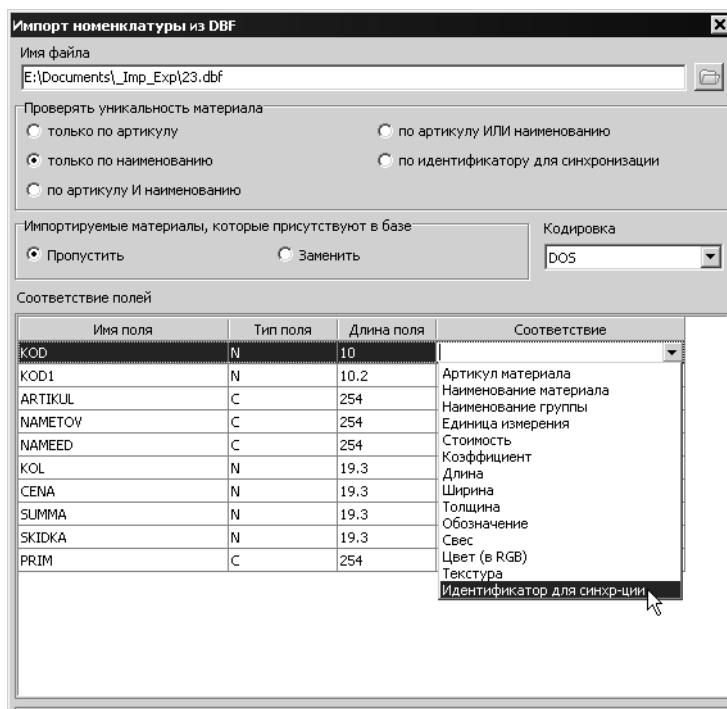 Импорт номенклатуры из DBF
Имя файла
E:\Documents\_Imp_Exp\23.dbf
Проверять уникальность материала
только по артикулу
по артикулу ИЛИ наименованию
только по наименованию
по идентификатору для синхронизации
по артикулу И наименованию
Импортируемые материалы, которые присутствуют в базе
Кодировка
Пропустить
Заменить
DOS
Соответствие полей
Имя поля Тип поля Длина поля Соответствие
KOD N 10
KOD1 N 10.2
ARTIKUL C 254
NAMETOV C 254
NAMEED C 254
KOL N 19.3
CENA N 19.3
SUMMA N 19.3
SKIDKA N 19.3
PRIM C 254
Артикул материала
Наименование материала
Наименование группы
Единица измерения
Стоимость
Коэффициент
Длина
Ширина
Толщина
Обозначение
Свес
Цвет (в RGB)
Текстура
Идентификатор для синхр-ции